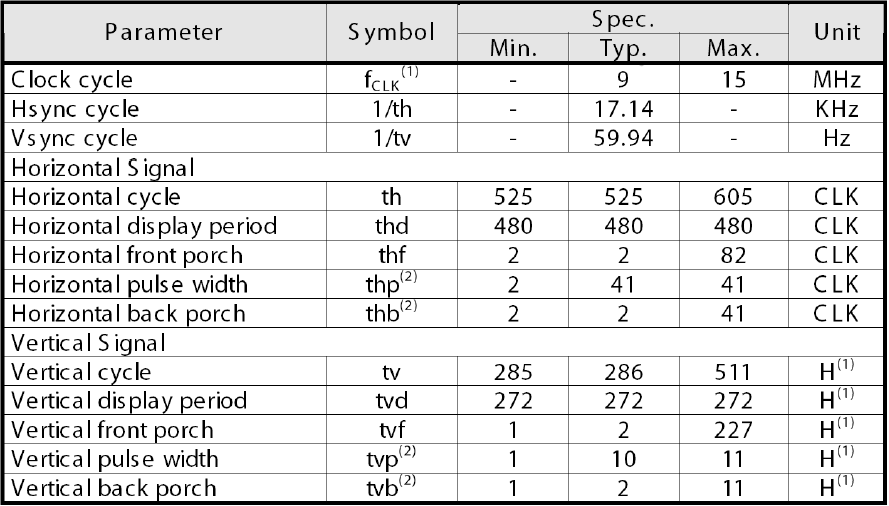 Parameter Symbol Spec. Unit
Min. Typ. Max.
Clock cycle fCLK(1) - 9 15 MHz
Hsync cycle 1/th - 17.14 - KHz
Vsync cycle 1/tv - 59.94 - Hz
Horizontal Signal
Horizontal cycle th 525 525 605 CLK
Horizontal display period thd 480 480 480 CLK
Horizontal front porch thf 2 2 82 CLK
Horizontal pulse width thp(2) 2 41 41 CLK
Horizontal back porch thb(2) 2 2 41 CLK
Vertical Signal
Vertical cycle tv 285 286 511 H(1)
Vertical display period tvd 272 272 272 H(1)
Vertical front porch tvf 1 2 227 H(1)
Vertical pulse width tvp(2) 1 10 11 H(1)
Vertical back porch tvb(2) 1 2 11 H(1)